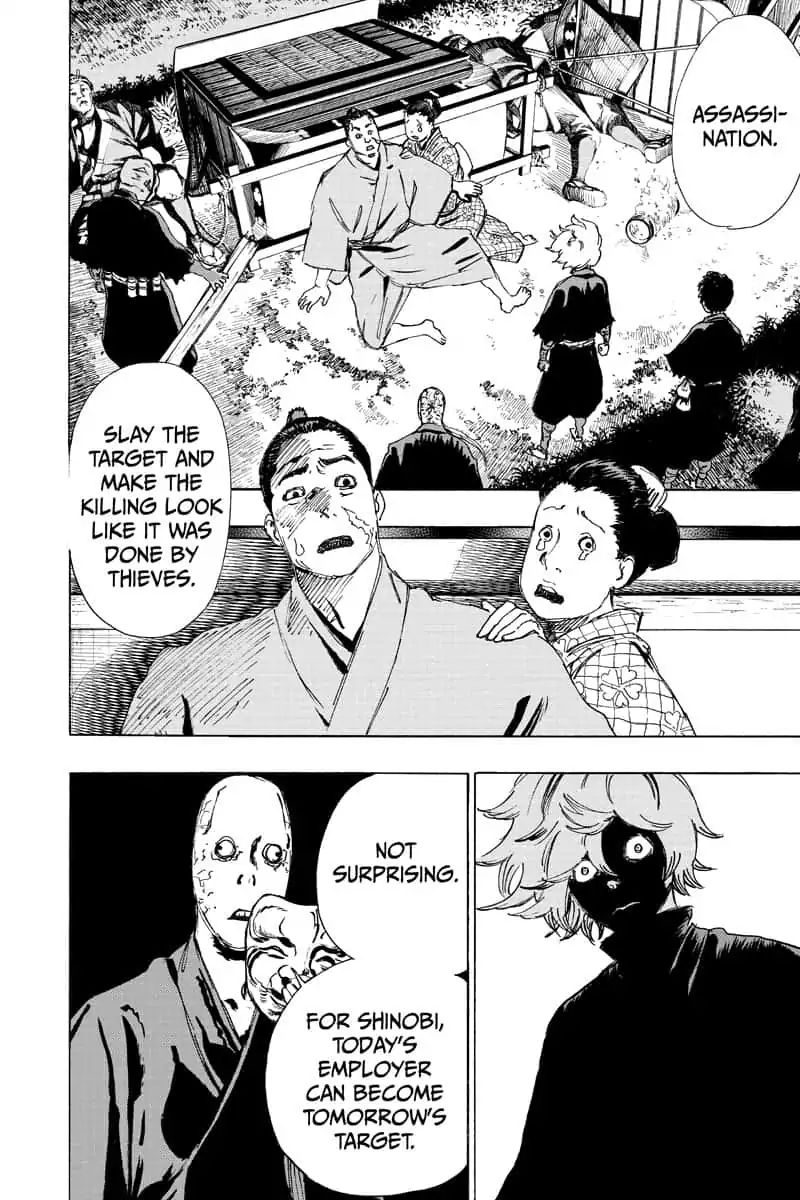 ASSASSI-
NATION.
SLAY THE
TARGET AND
MAKE THE
KILLING LOOK
LIKE IT WAS
DONE BY
THIEVES.
NOT
SURPRISING.
FOR SHINOBI,
TODAY'S
EMPLOYER
CAN BECOME
TOMORROW'S
TARGET.